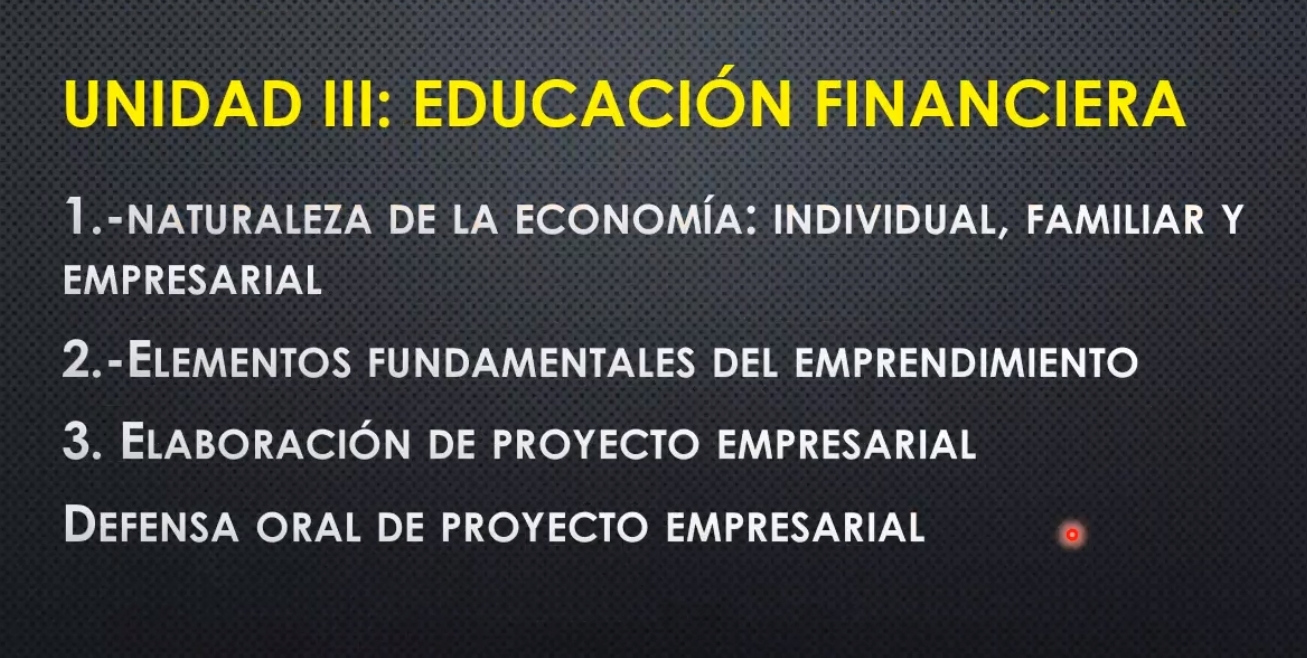 UNIDAD III: EDUCACIÓN FINANCIERA
1.-NATURALEZA DE LA ECONOMÍA: INDIVIDUAL, FAMILIAR Y
EMPRESARIAL
2.-ELEMENTOS FUNDAMENTALES DEL EMPRENDIMIENTO
3. ELABORACIÓN DE PROYECTO EMPRESARIAL
DEFENSA ORAL DE PROYECTO EMPRESARIAL